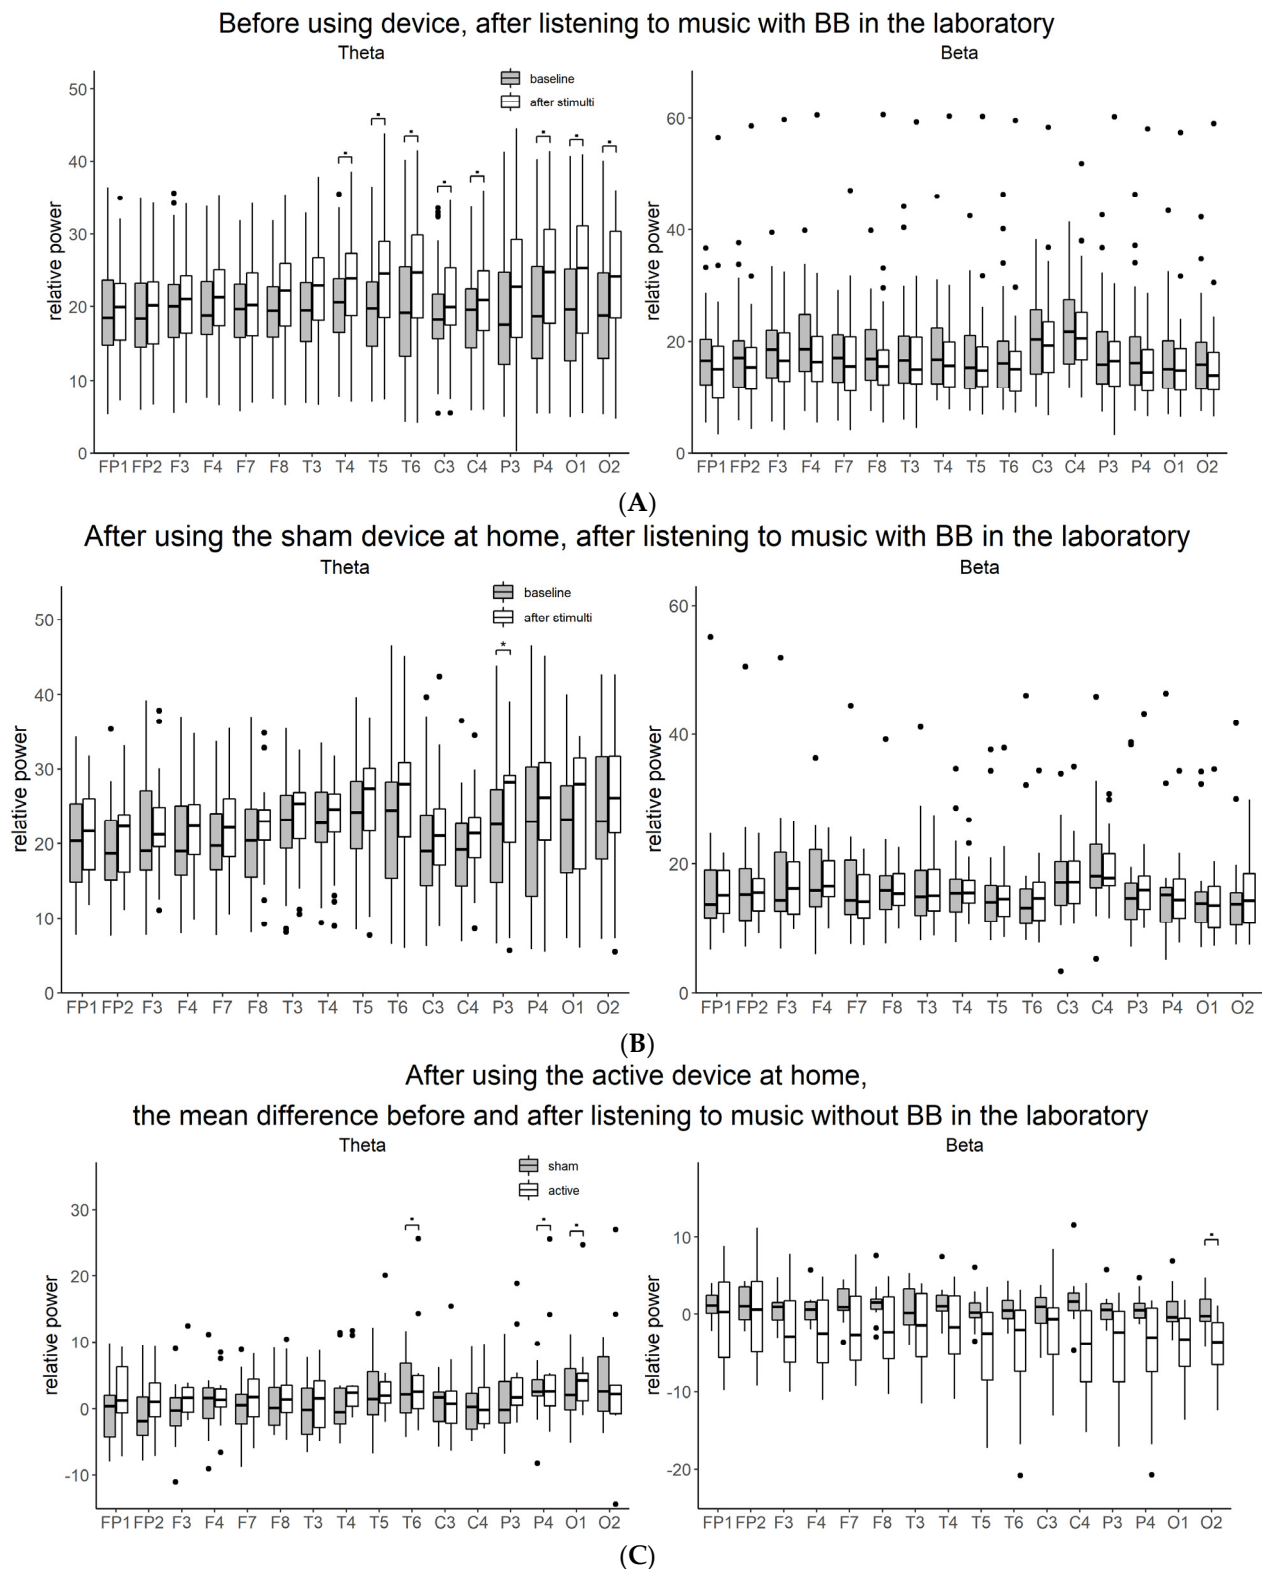 Before using device, after listening to music with BB in the laboratory
Theta
Beta
baseline
after stimulti
relative power
50
40
30
20
10
0
FP1 FP2 F3 F4 F7 F8 T3 T4 T5 T6 C3 C4 P3 P4 O1 O2
relative power
60
40
20
0
FP1 FP2 F3 F4 F7 F8 T3 T4 T5 T6 C3 C4 P3 P4 O1 O2
(A)
After using the sham device at home, after listening to music with BB in the laboratory
Theta
Beta
baseline
after stimulti
*
relative power
50
40
30
20
10
0
FP1 FP2 F3 F4 F7 F8 T3 T4 T5 T6 C3 C4 P3 P4 O1 O2
relative power
60
40
20
0
FP1 FP2 F3 F4 F7 F8 T3 T4 T5 T6 C3 C4 P3 P4 O1 O2
(B)
After using the active device at home,
the mean difference before and after listening to music without BB in the laboratory
Theta
Beta
sham
active
relative power
30
20
10
0
-10
FP1 FP2 F3 F4 F7 F8 T3 T4 T5 T6 C3 C4 P3 P4 O1 O2
relative power
10
0
-10
-20
FP1 FP2 F3 F4 F7 F8 T3 T4 T5 T6 C3 C4 P3 P4 O1 O2
(C)